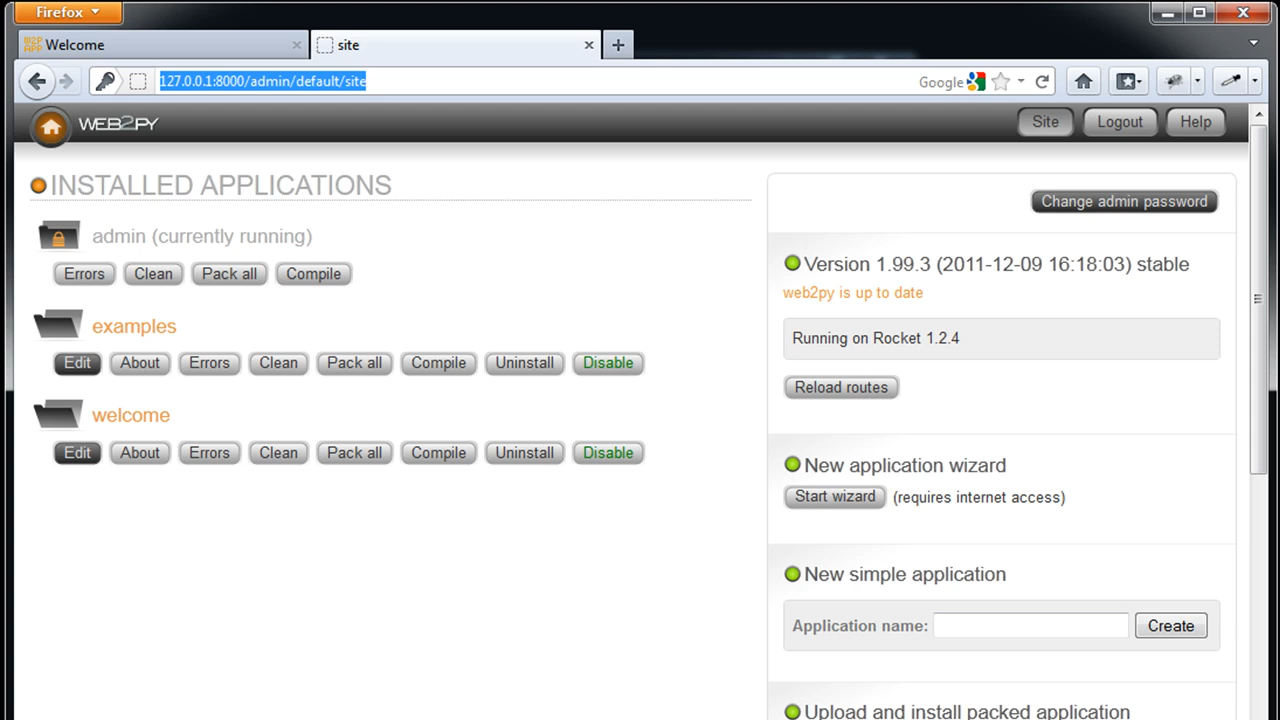 Firefox
W2P APP Welcome
site
127.0.0.1:8000/admin/default/site
Google
WEB2PY
Site
Logout
Help
INSTALLED APPLICATIONS
admin (currently running)
Errors Clean Pack all Compile
examples
Edit About Errors Clean Pack all Compile Uninstall Disable
welcome
Edit About Errors Clean Pack all Compile Uninstall Disable
Change admin password
Version 1.99.3 (2011-12-09 16:18:03) stable
web2py is up to date
Running on Rocket 1.2.4
Reload routes
New application wizard
Start wizard (requires internet access)
New simple application
Application name: Create
Upload and install packed application